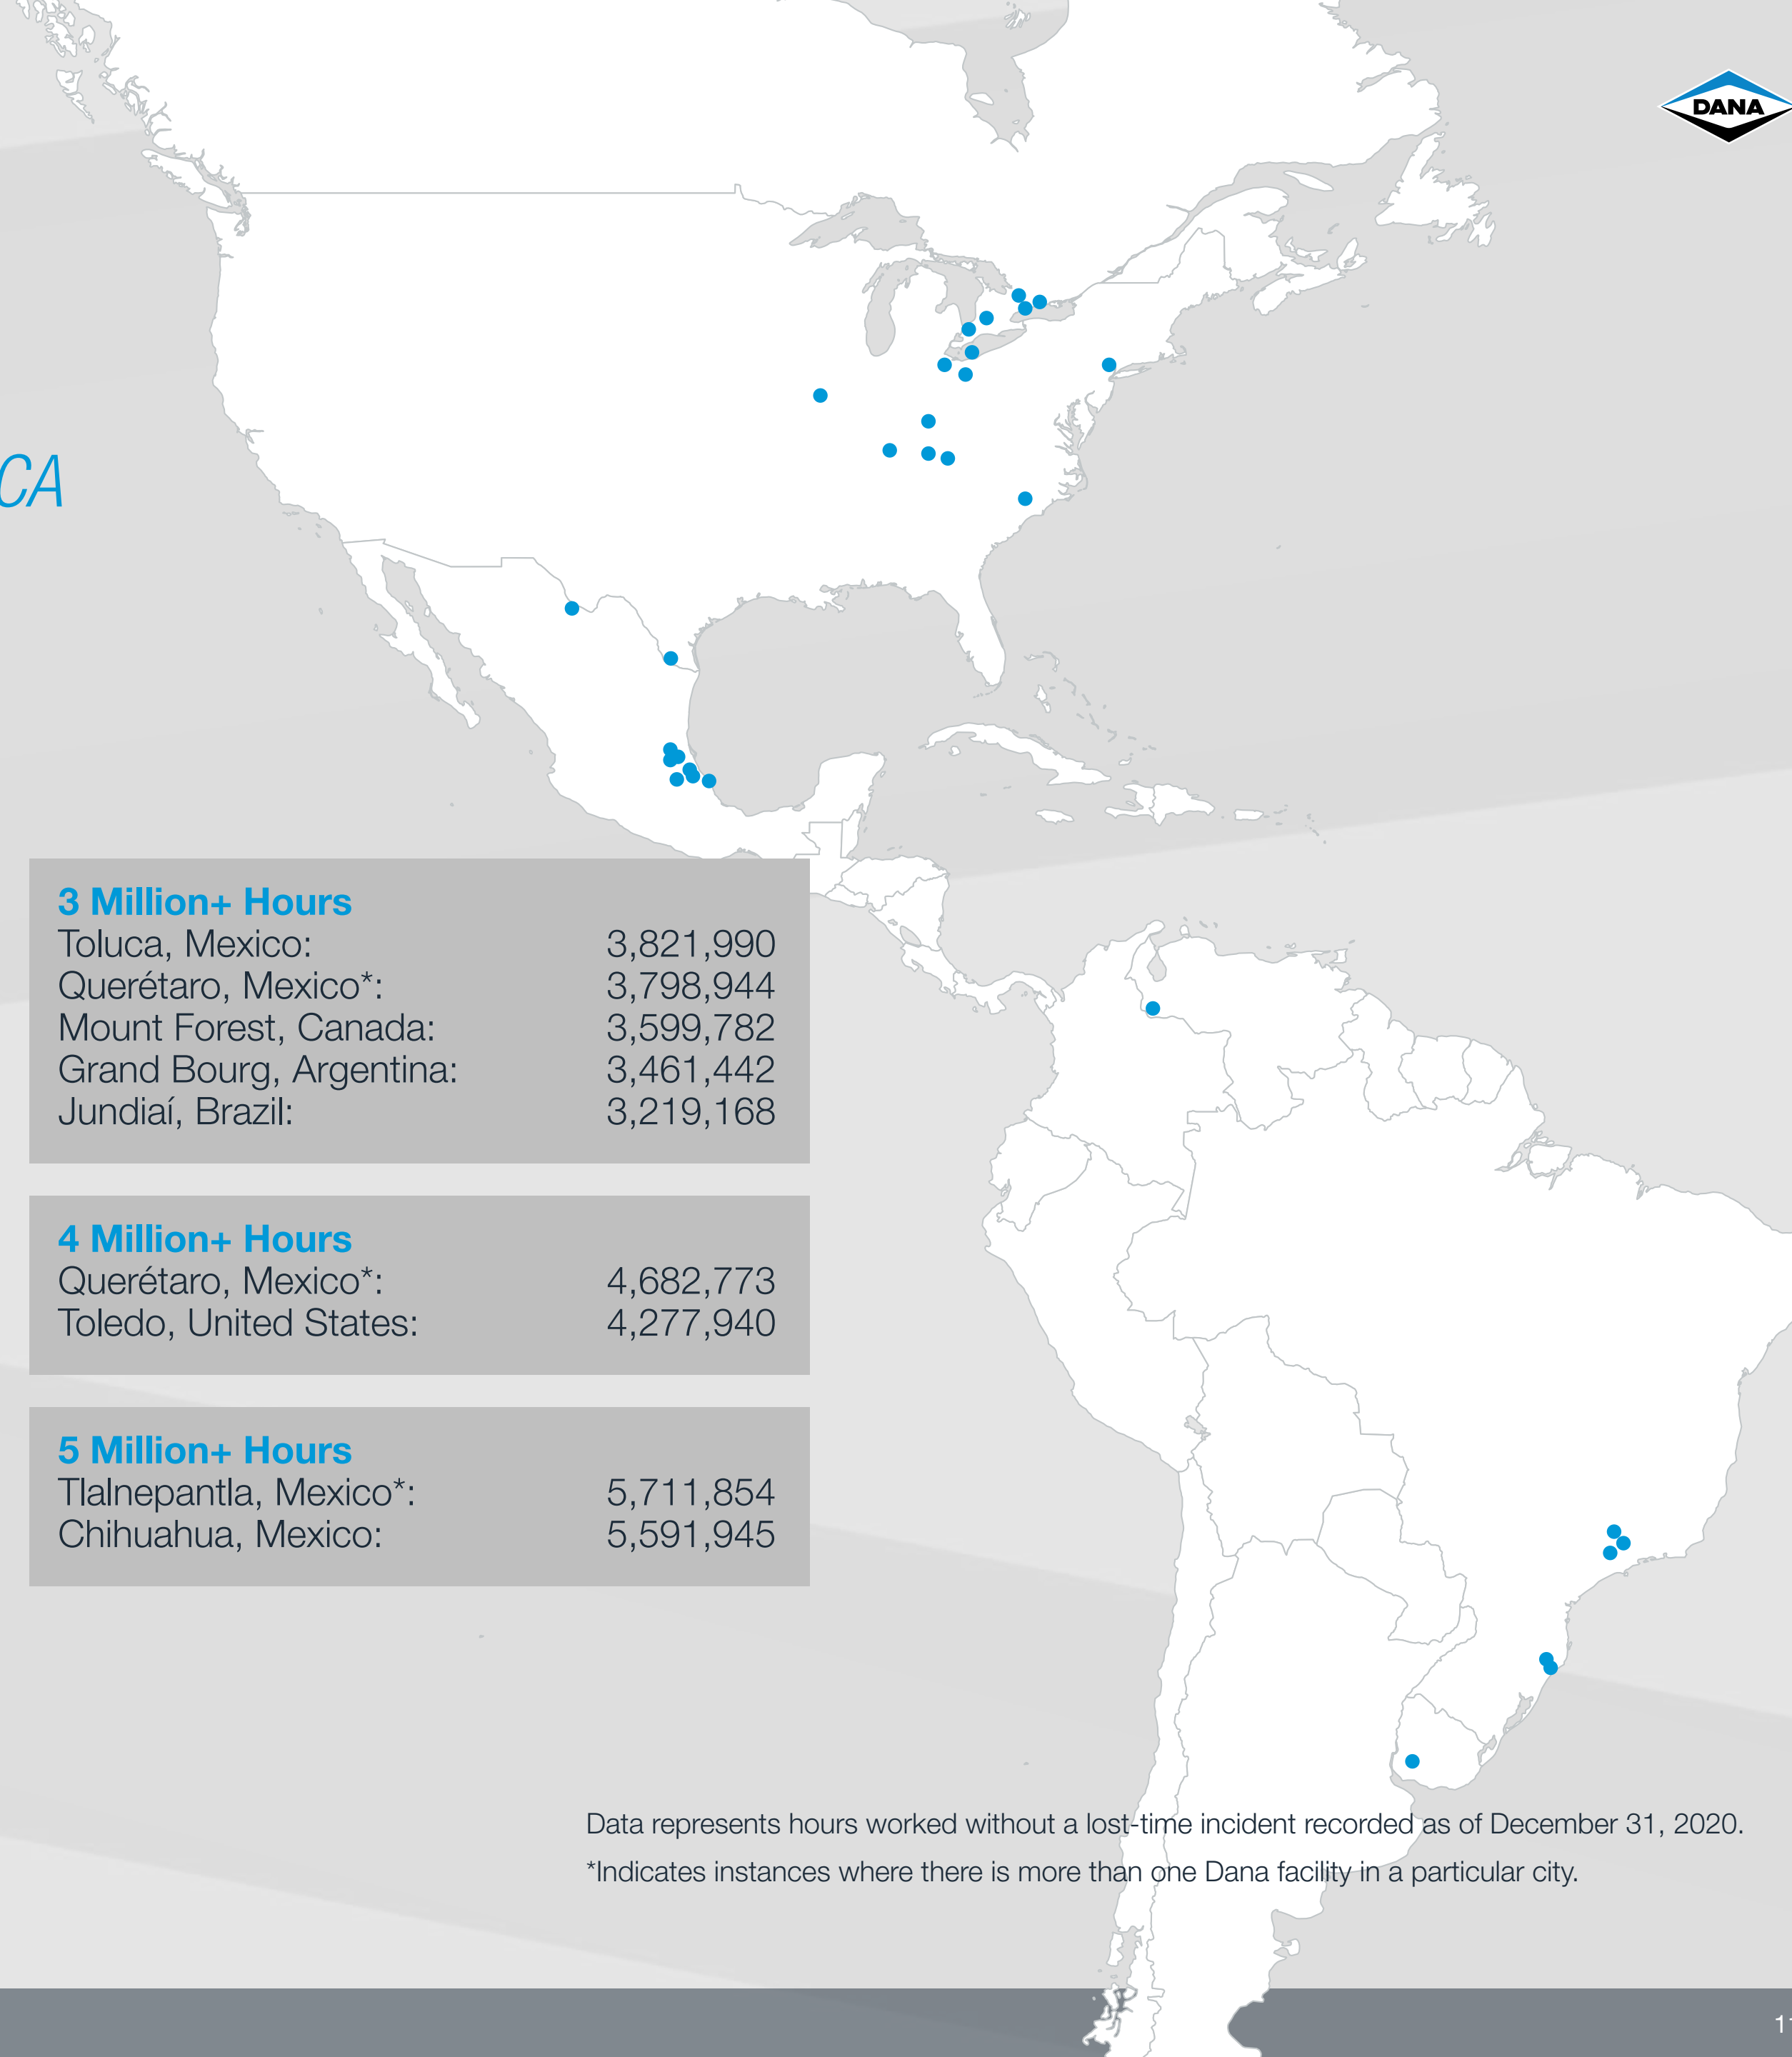 DANA
CA
3 Million+ Hours
Toluca, Mexico: 3,821,990
Querétaro, Mexico*: 3,798,944
Mount Forest, Canada: 3,599,782
Grand Bourg, Argentina: 3,461,442
Jundiaí, Brazil: 3,219,168
4 Million+ Hours
Querétaro, Mexico*: 4,682,773
Toledo, United States: 4,277,940
5 Million+ Hours
Tlalnepantla, Mexico*: 5,711,854
Chihuahua, Mexico: 5,591,945
Data represents hours worked without a lost-time incident recorded as of December 31, 2020.
*Indicates instances where there is more than one Dana facility in a particular city.